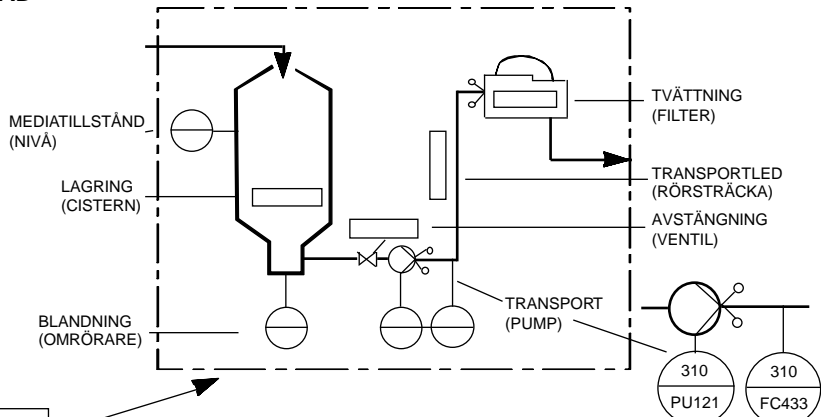 MEDIATILLSTÅND
(NIVÅ)
LAGRING
(CISTERN)
BLANDNING
(OMRÖRARE)
TVÄTTNING
(FILTER)
TRANSPORTLED
(RÖRSTRÄCKA)
AVSTÄNGNING
(VENTIL)
TRANSPORT
(PUMP)
310
PU121
310
FC433